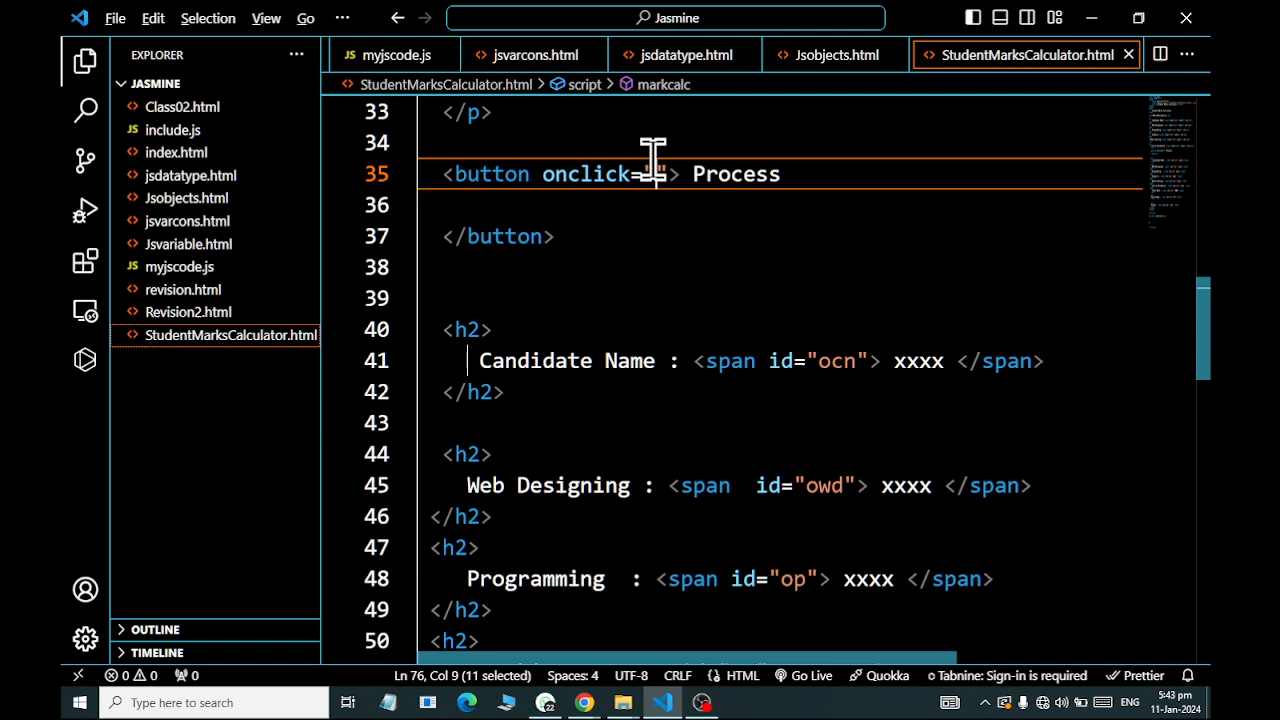 File Edit Selection View Go ··· Jasmine
EXPLORER ···
JASMINE
Class02.html
include.js
index.html
jsdatatype.html
Jsobjects.html
jsvarcons.html
Jsvariable.html
myjscode.js
revision.html
Revision2.html
StudentMarksCalculator.html
OUTLINE
TIMELINE
JS myjscode.js <> jsvarcons.html <> jsdatatype.html <> Jsobjects.html <> StudentMarksCalculator.html ···
StudentMarksCalculator.html > script > markcalc
33 </p>
34
35 <button onclick=""> Process
36
37 </button>
38
39
40 <h2>
41 Candidate Name : <span id="ocn"> xxxx </span>
42 </h2>
43
44 <h2>
45 Web Designing : <span  id="owd"> xxxx </span>
46 </h2>
47 <h2>
48 Programming  : <span id="op"> xxxx </span>
49 </h2>
50 <h2>
0 0 0 Ln 76, Col 9 (11 selected) Spaces: 4 UTF-8 CRLF HTML Go Live Quokka Tabnine: Sign-in is required Prettier
Type here to search ENG 5:43 pm
11-Jan-2024